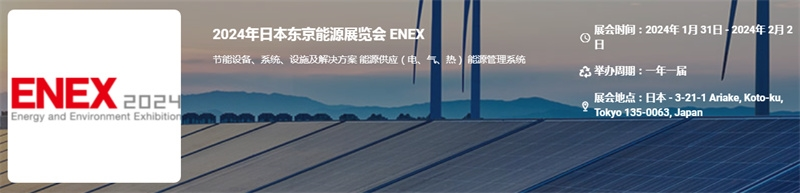 2024年日本东京能源展览会 ENEX
节能设备、系统、设施及解决方案 能源供应（电、气、热） 能源管理系统
ENEX 2024
Energy and Environment Exhibition
展会时间：2024年 1月 31日 - 2024年 2月 2
日
举办周期：一年一届
展会地点：日本 - 3-21-1 Ariake, Koto-ku,
Tokyo 135-0063, Japan